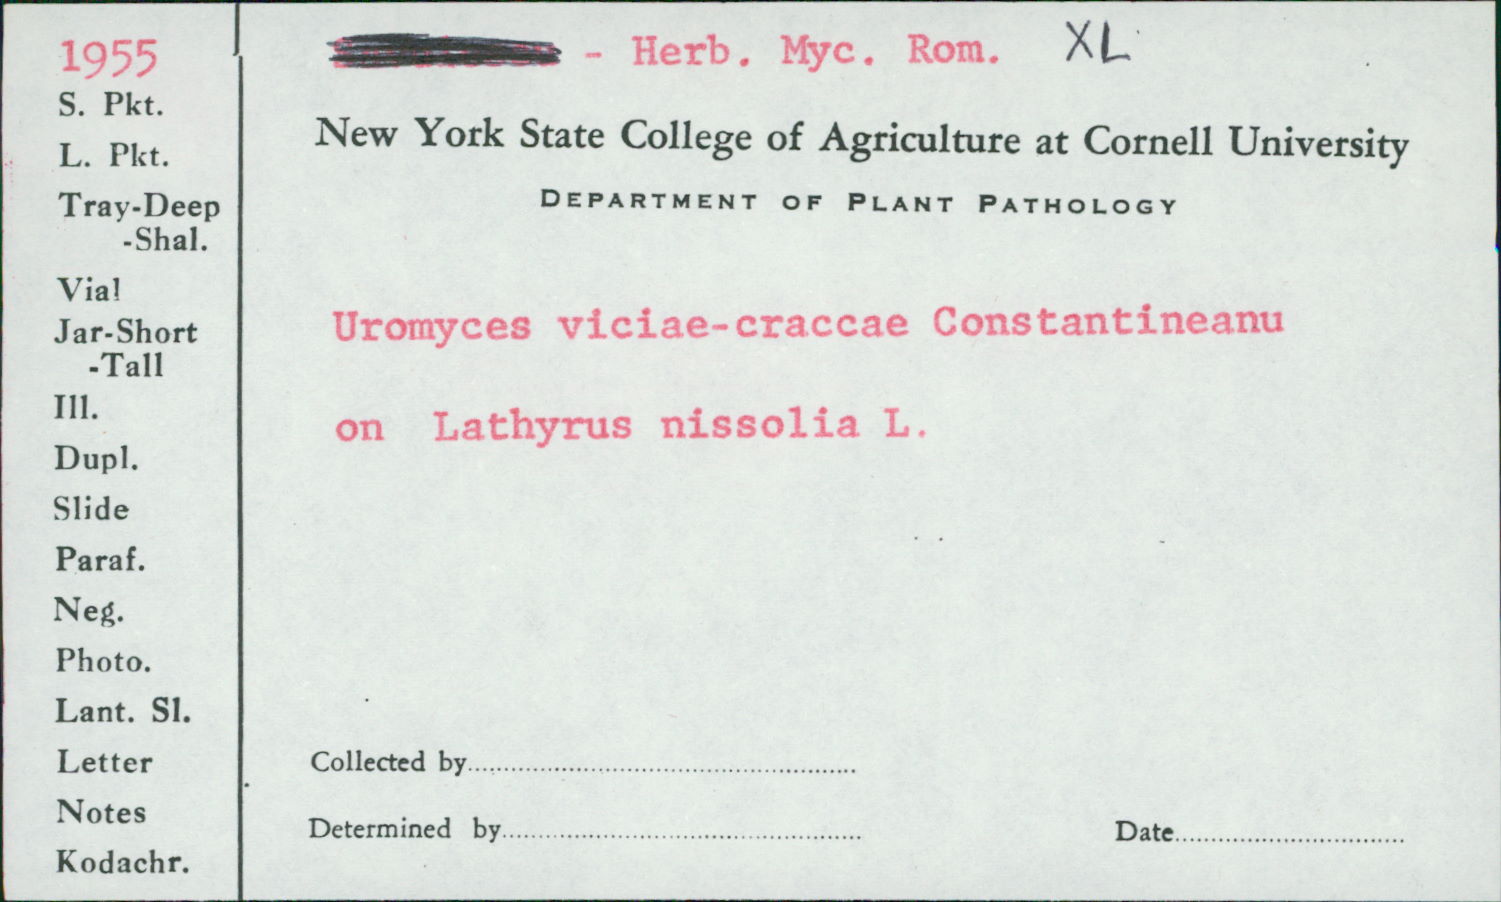 1955
S. Pkt.
L. Pkt.
Tray-Deep
-Shal.
Vial
Jar-Short
-Tall
Ill.
Dupl.
Slide
Paraf.
Neg.
Photo.
Lant. Sl.
Letter
Notes
Kodachr.
- Herb. Myc. Rom. XL
New York State College of Agriculture at Cornell University
DEPARTMENT OF PLANT PATHOLOGY
Uromyces viciae-craccae Constantineanu
on Lathyrus nissolia L.
Collected by
Determined by
Date